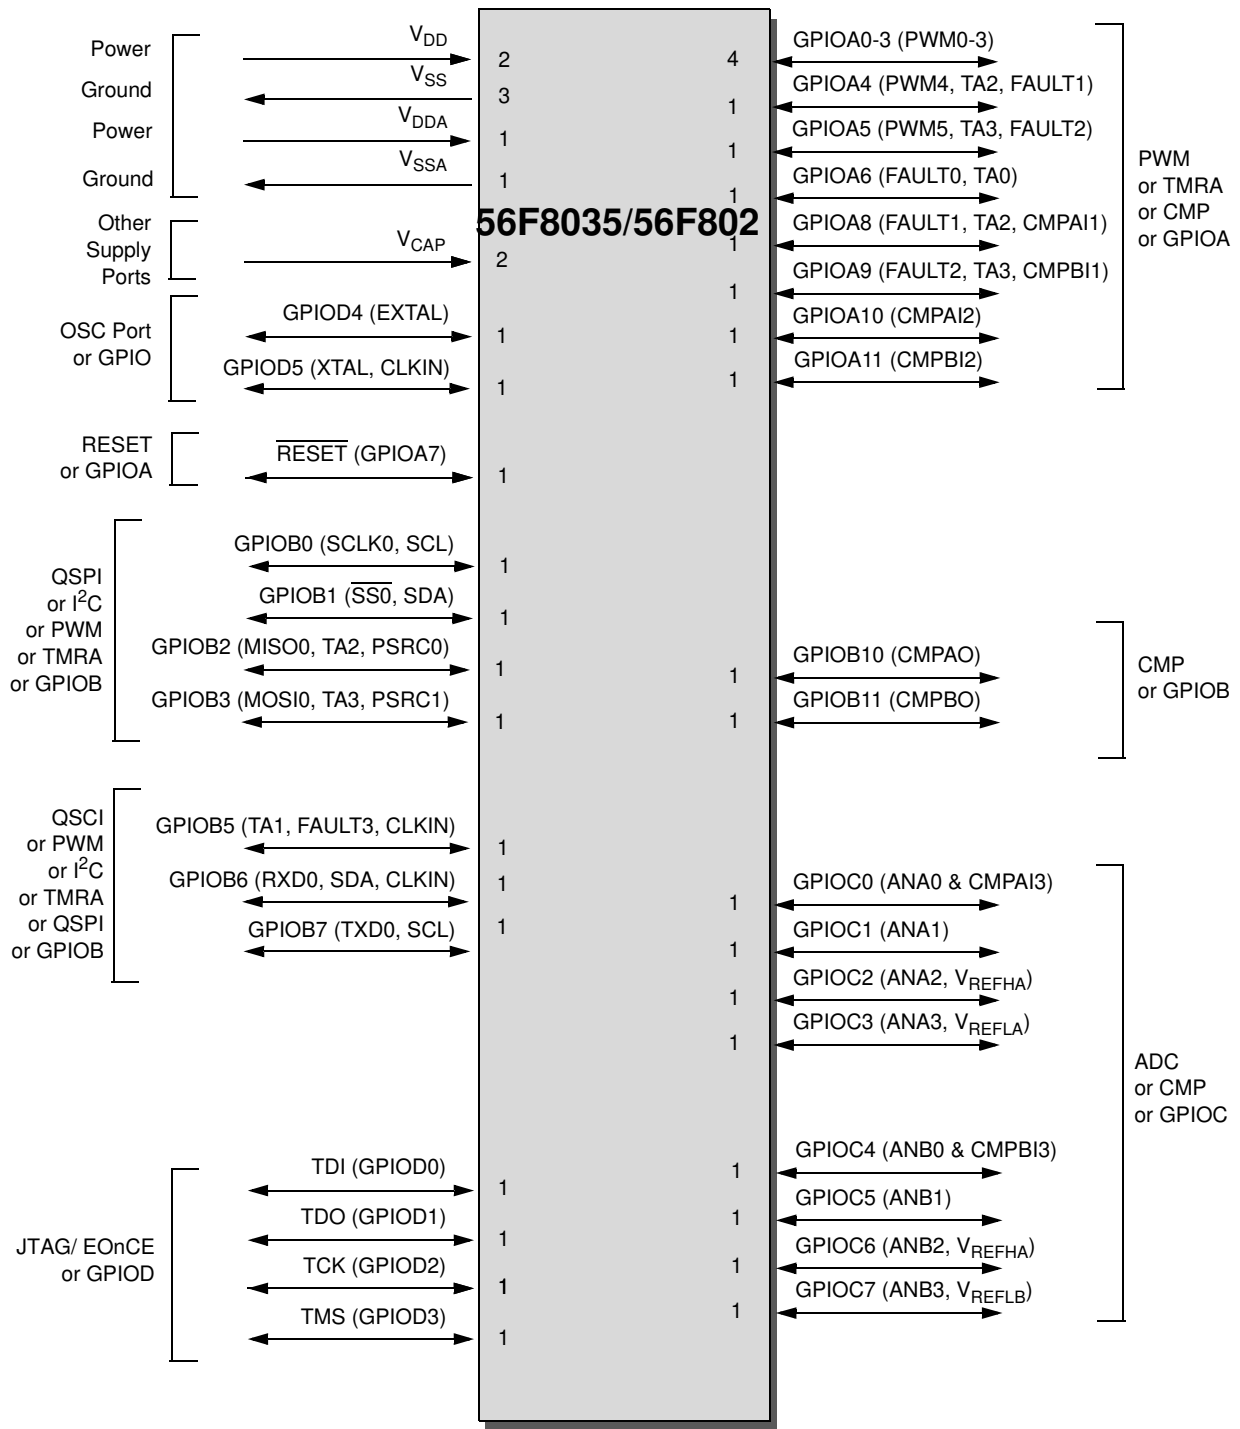 Power
V_DD
2
Ground
V_SS
3
Power
V_DDA
1
Ground
V_SSA
1
Other
Supply
Ports
V_CAP
2
OSC Port
or GPIO
GPIOD4 (EXTAL)
1
GPIOD5 (XTAL, CLKIN)
1
RESET
or GPIOA
RESET (GPIOA7)
1
QSPI
or I²C
or PWM
or TMRA
or GPIOB
GPIOB0 (SCLK0, SCL)
1
GPIOB1 (SS0, SDA)
1
GPIOB2 (MISO0, TA2, PSRC0)
1
GPIOB3 (MOSI0, TA3, PSRC1)
1
QSCI
or PWM
or I²C
or TMRA
or QSPI
or GPIOB
GPIOB5 (TA1, FAULT3, CLKIN)
1
GPIOB6 (RXD0, SDA, CLKIN)
1
GPIOB7 (TXD0, SCL)
1
JTAG/ EOnCE
or GPIOD
TDI (GPIOD0)
1
TDO (GPIOD1)
1
TCK (GPIOD2)
1
TMS (GPIOD3)
1
56F8035/56F802
4
GPIOA0-3 (PWM0-3)
1
GPIOA4 (PWM4, TA2, FAULT1)
1
GPIOA5 (PWM5, TA3, FAULT2)
1
GPIOA6 (FAULT0, TA0)
1
GPIOA8 (FAULT1, TA2, CMPAI1)
1
GPIOA9 (FAULT2, TA3, CMPBI1)
1
GPIOA10 (CMPAI2)
1
GPIOA11 (CMPBI2)
PWM
or TMRA
or CMP
or GPIOA
1
GPIOB10 (CMPAO)
1
GPIOB11 (CMPBO)
CMP
or GPIOB
1
GPIOC0 (ANA0 & CMPAI3)
1
GPIOC1 (ANA1)
1
GPIOC2 (ANA2, V_REFHA)
1
GPIOC3 (ANA3, V_REFLA)
1
GPIOC4 (ANB0 & CMPBI3)
1
GPIOC5 (ANB1)
1
GPIOC6 (ANB2, V_REFHA)
1
GPIOC7 (ANB3, V_REFLB)
ADC
or CMP
or GPIOC